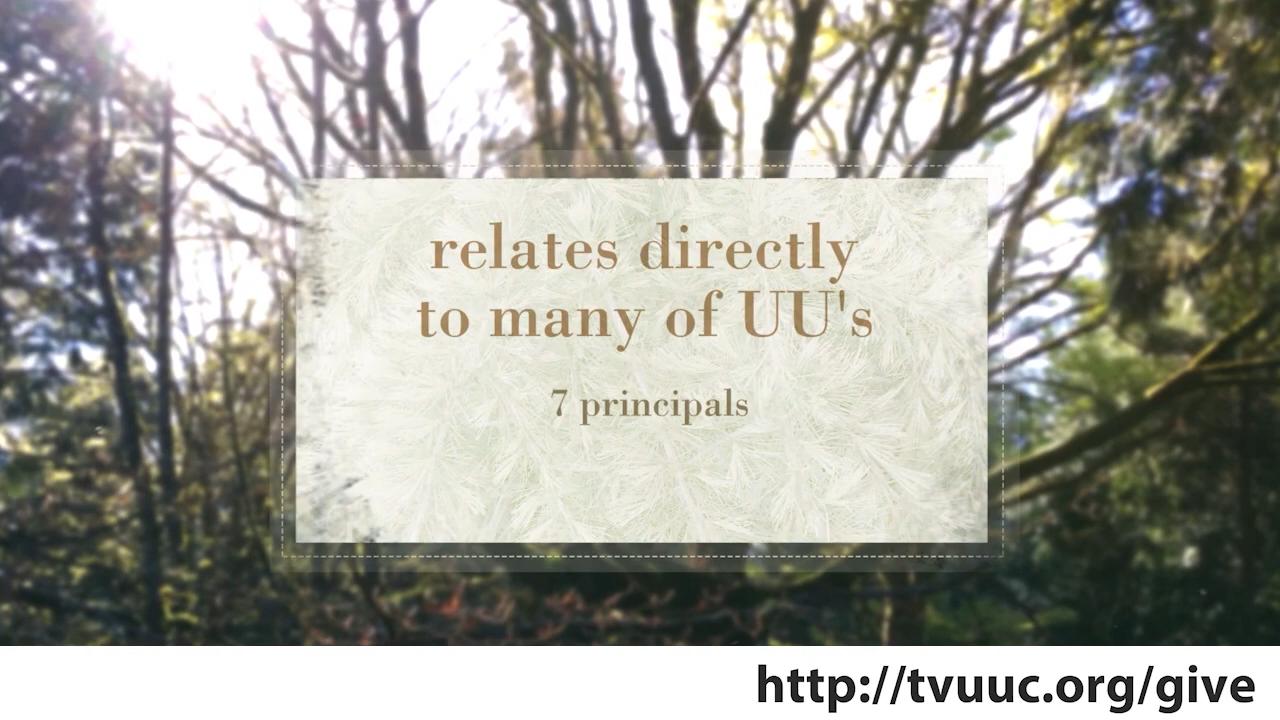 relates directly
to many of UU's
7 principals
http://tvuuc.org/give